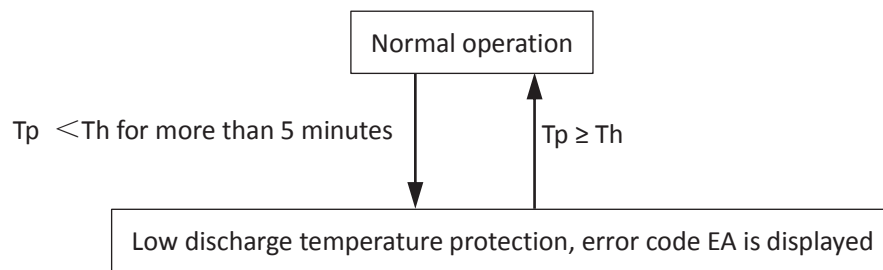 Normal operation
Tp ＜Th for more than 5 minutes
Tp ≥ Th
Low discharge temperature protection, error code EA is displayed